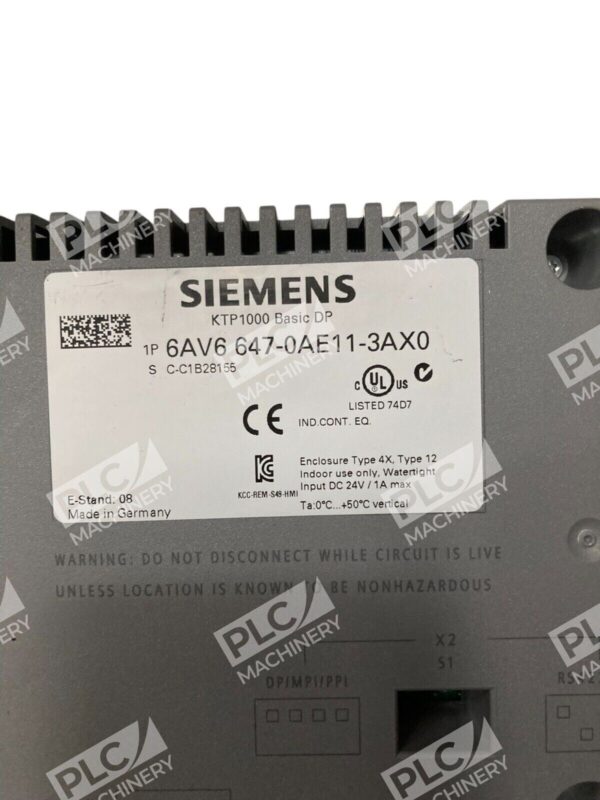 SIEMENS
KTP1000 Basic DP
1P 6AV6 647-0AE11-3AX0
S C-C1B28155
c UL us
LISTED 74D7
CE
IND.CONT. EQ.
KCC-REM-S49-HMI
Enclosure Type 4X, Type 12
Indoor use only, Watertight
Input DC 24V / 1A max
Ta:0°C...+50°C vertical
E-Stand: 08
Made in Germany
WARNING: DO NOT DISCONNECT WHILE CIRCUIT IS LIVE
UNLESS LOCATION IS KNOWN TO BE NONHAZARDOUS
X2
S1
DP/MPI/PPI
PLC MACHINERY